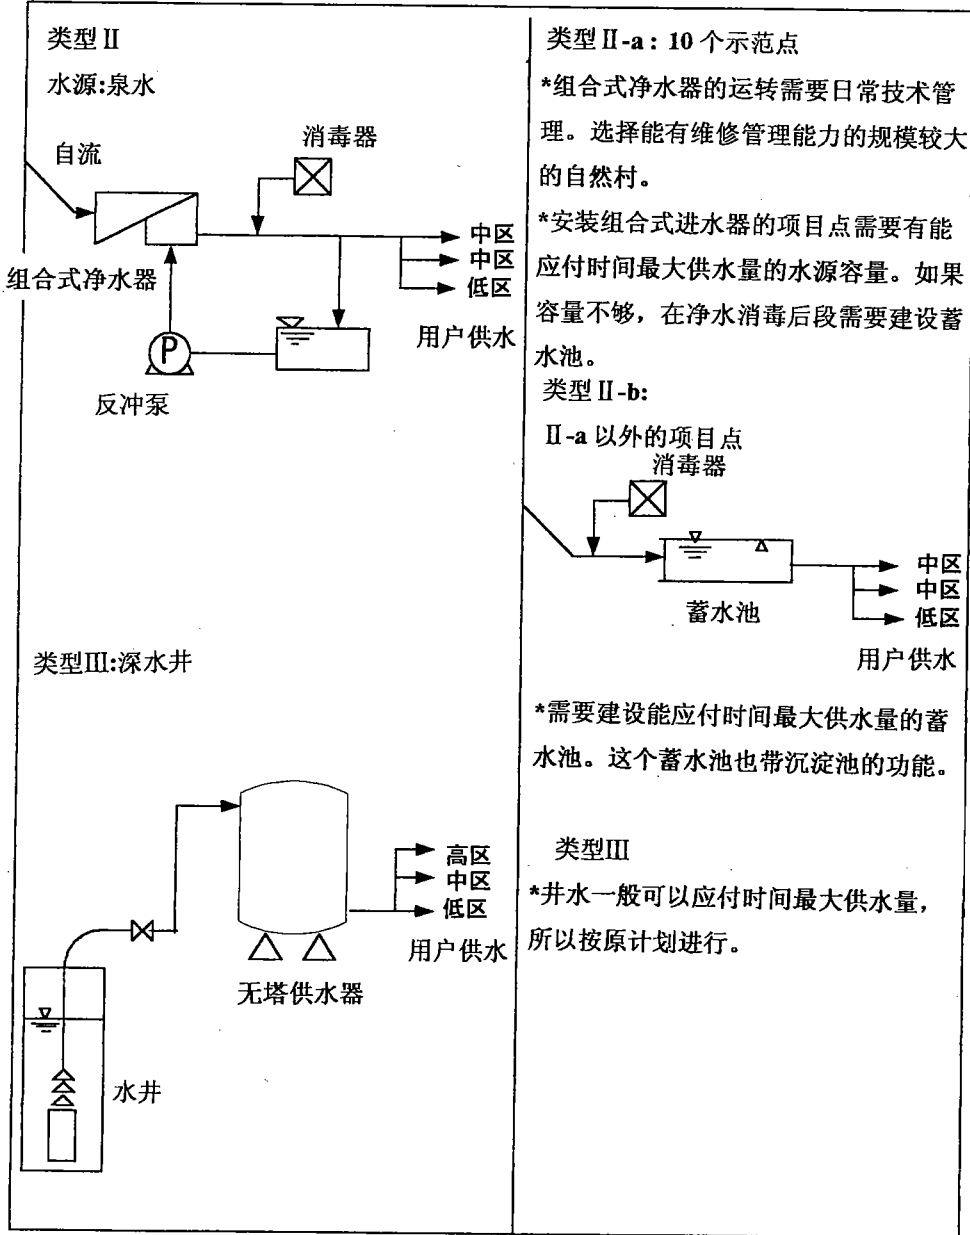 类型Ⅱ
水源:泉水
自流
消毒器
组合式净水器
中区
中区
低区
用户供水
P
反冲泵
类型Ⅲ:深水井
高区
中区
低区
用户供水
无塔供水器
水井
类型Ⅱ-a：10个示范点
*组合式净水器的运转需要日常技术管
理。选择能有维修管理能力的规模较大
的自然村。
*安装组合式进水器的项目点需要有能
应付时间最大供水量的水源容量。如果
容量不够，在净水消毒后段需要建设蓄
水池。
类型Ⅱ-b:
Ⅱ-a以外的项目点
消毒器
中区
中区
低区
蓄水池
用户供水
*需要建设能应付时间最大供水量的蓄
水池。这个蓄水池也带沉淀池的功能。
类型Ⅲ
*井水一般可以应付时间最大供水量，
所以按原计划进行。